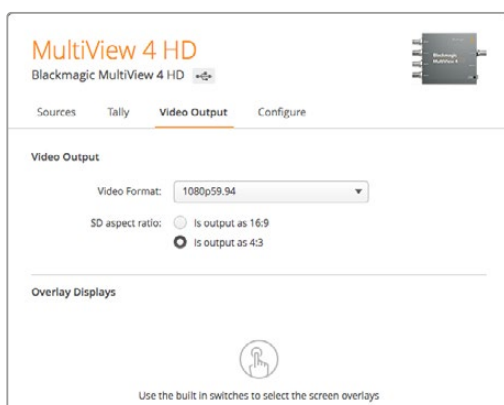 MultiView 4 HD
Blackmagic MultiView 4 HD
Blackmagic
MultiView 4
Sources Tally Video Output Configure
Video Output
Video Format: 1080p59.94
SD aspect ratio: Is output as 16:9
Is output as 4:3
Overlay Displays
Use the built in switches to select the screen overlays